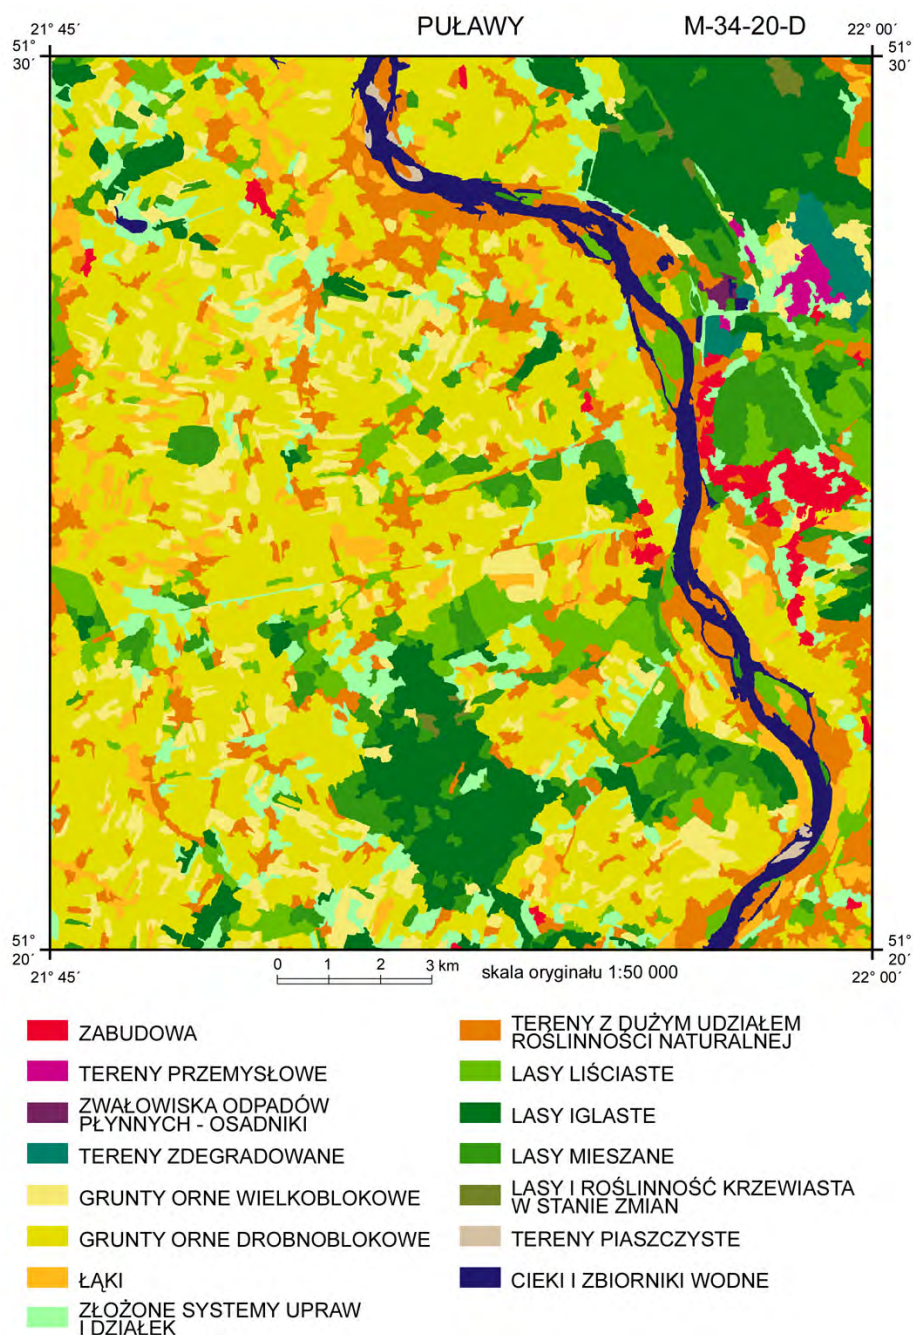 PUŁAWY M-34-20-D
21° 45´ 22° 00´
51° 51°
30´ 30´
51° 51°
20´ 20´
21° 45´ 22° 00´
0 1 2 3 km
skala oryginału 1:50 000
ZABUDOWA
TERENY PRZEMYSŁOWE
ZWAŁOWISKA ODPADÓW
PŁYNNYCH - OSADNIKI
TERENY ZDEGRADOWANE
GRUNTY ORNE WIELKOBLOKOWE
GRUNTY ORNE DROBNOBLOKOWE
ŁĄKI
ZŁOŻONE SYSTEMY UPRAW
I DZIAŁEK
TERENY Z DUŻYM UDZIAŁEM
ROŚLINNOŚCI NATURALNEJ
LASY LIŚCIASTE
LASY IGLASTE
LASY MIESZANE
LASY I ROŚLINNOŚĆ KRZEWIASTA
W STANIE ZMIAN
TERENY PIASZCZYSTE
CIEKI I ZBIORNIKI WODNE